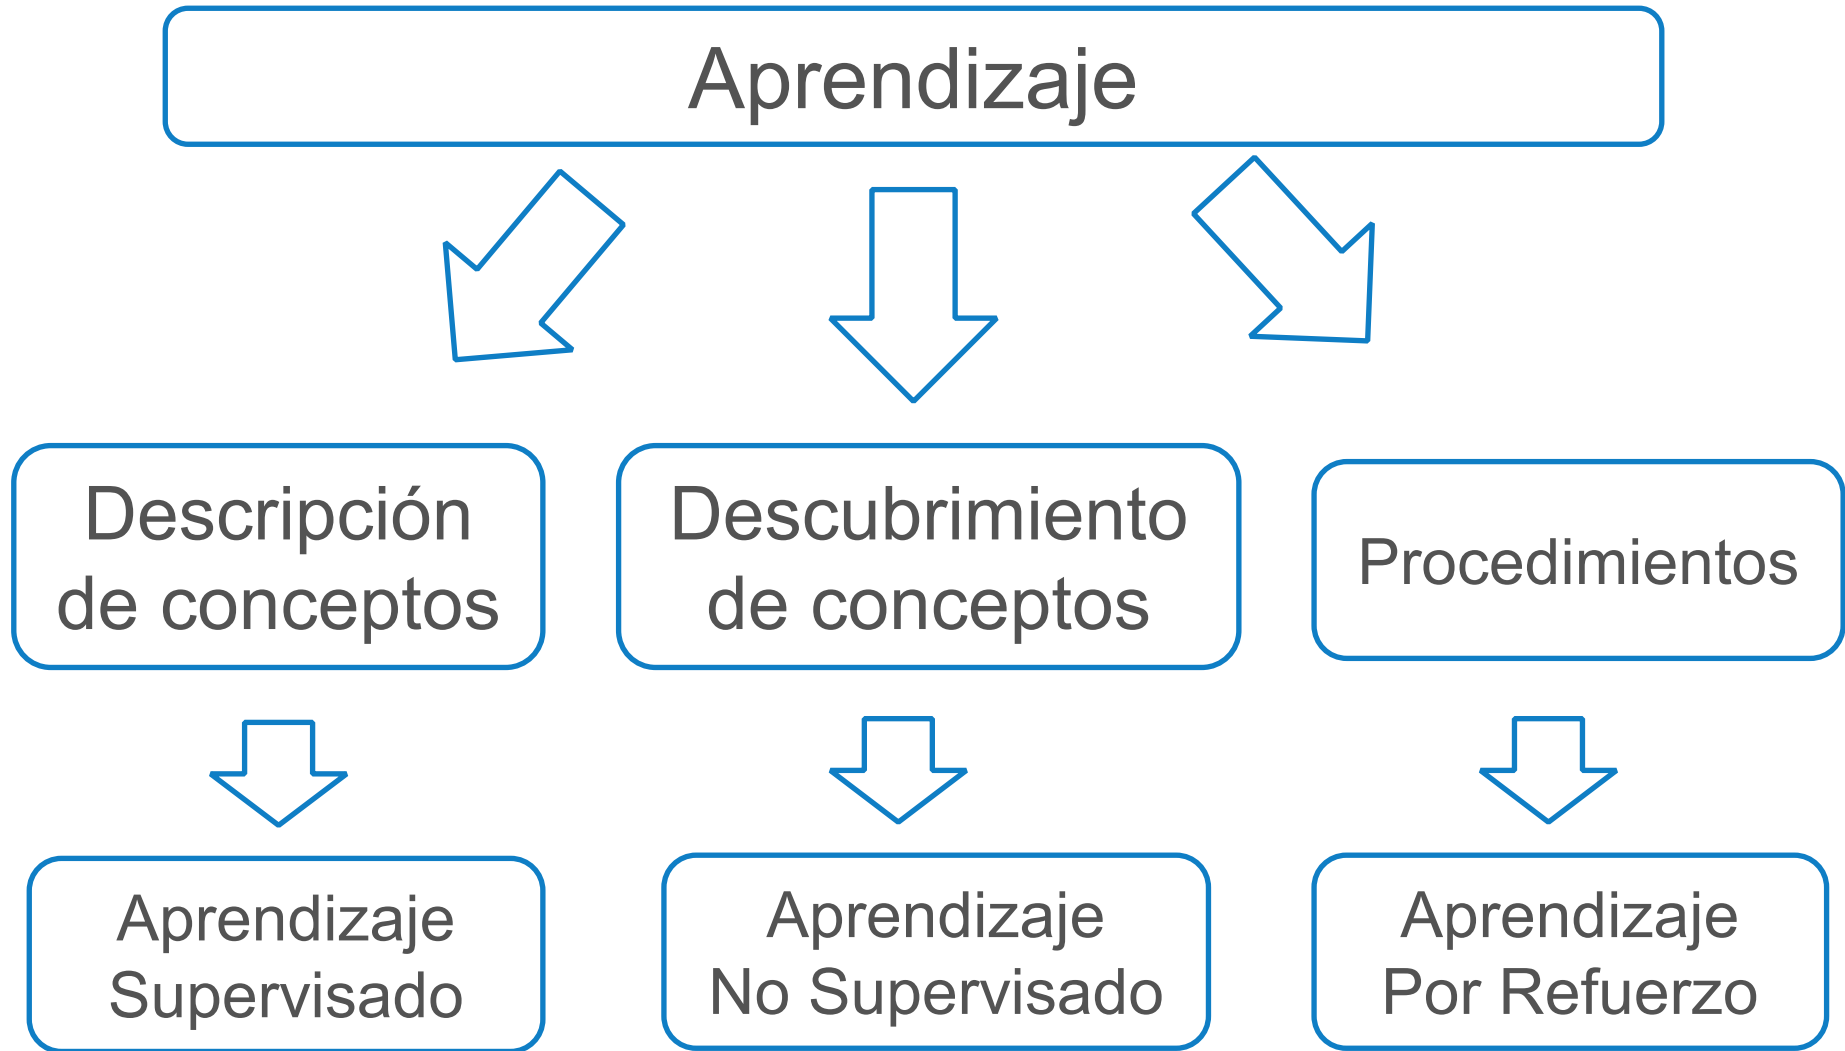 Aprendizaje
Descripción
de conceptos
Descubrimiento
de conceptos
Procedimientos
Aprendizaje
Supervisado
Aprendizaje
No Supervisado
Aprendizaje
Por Refuerzo